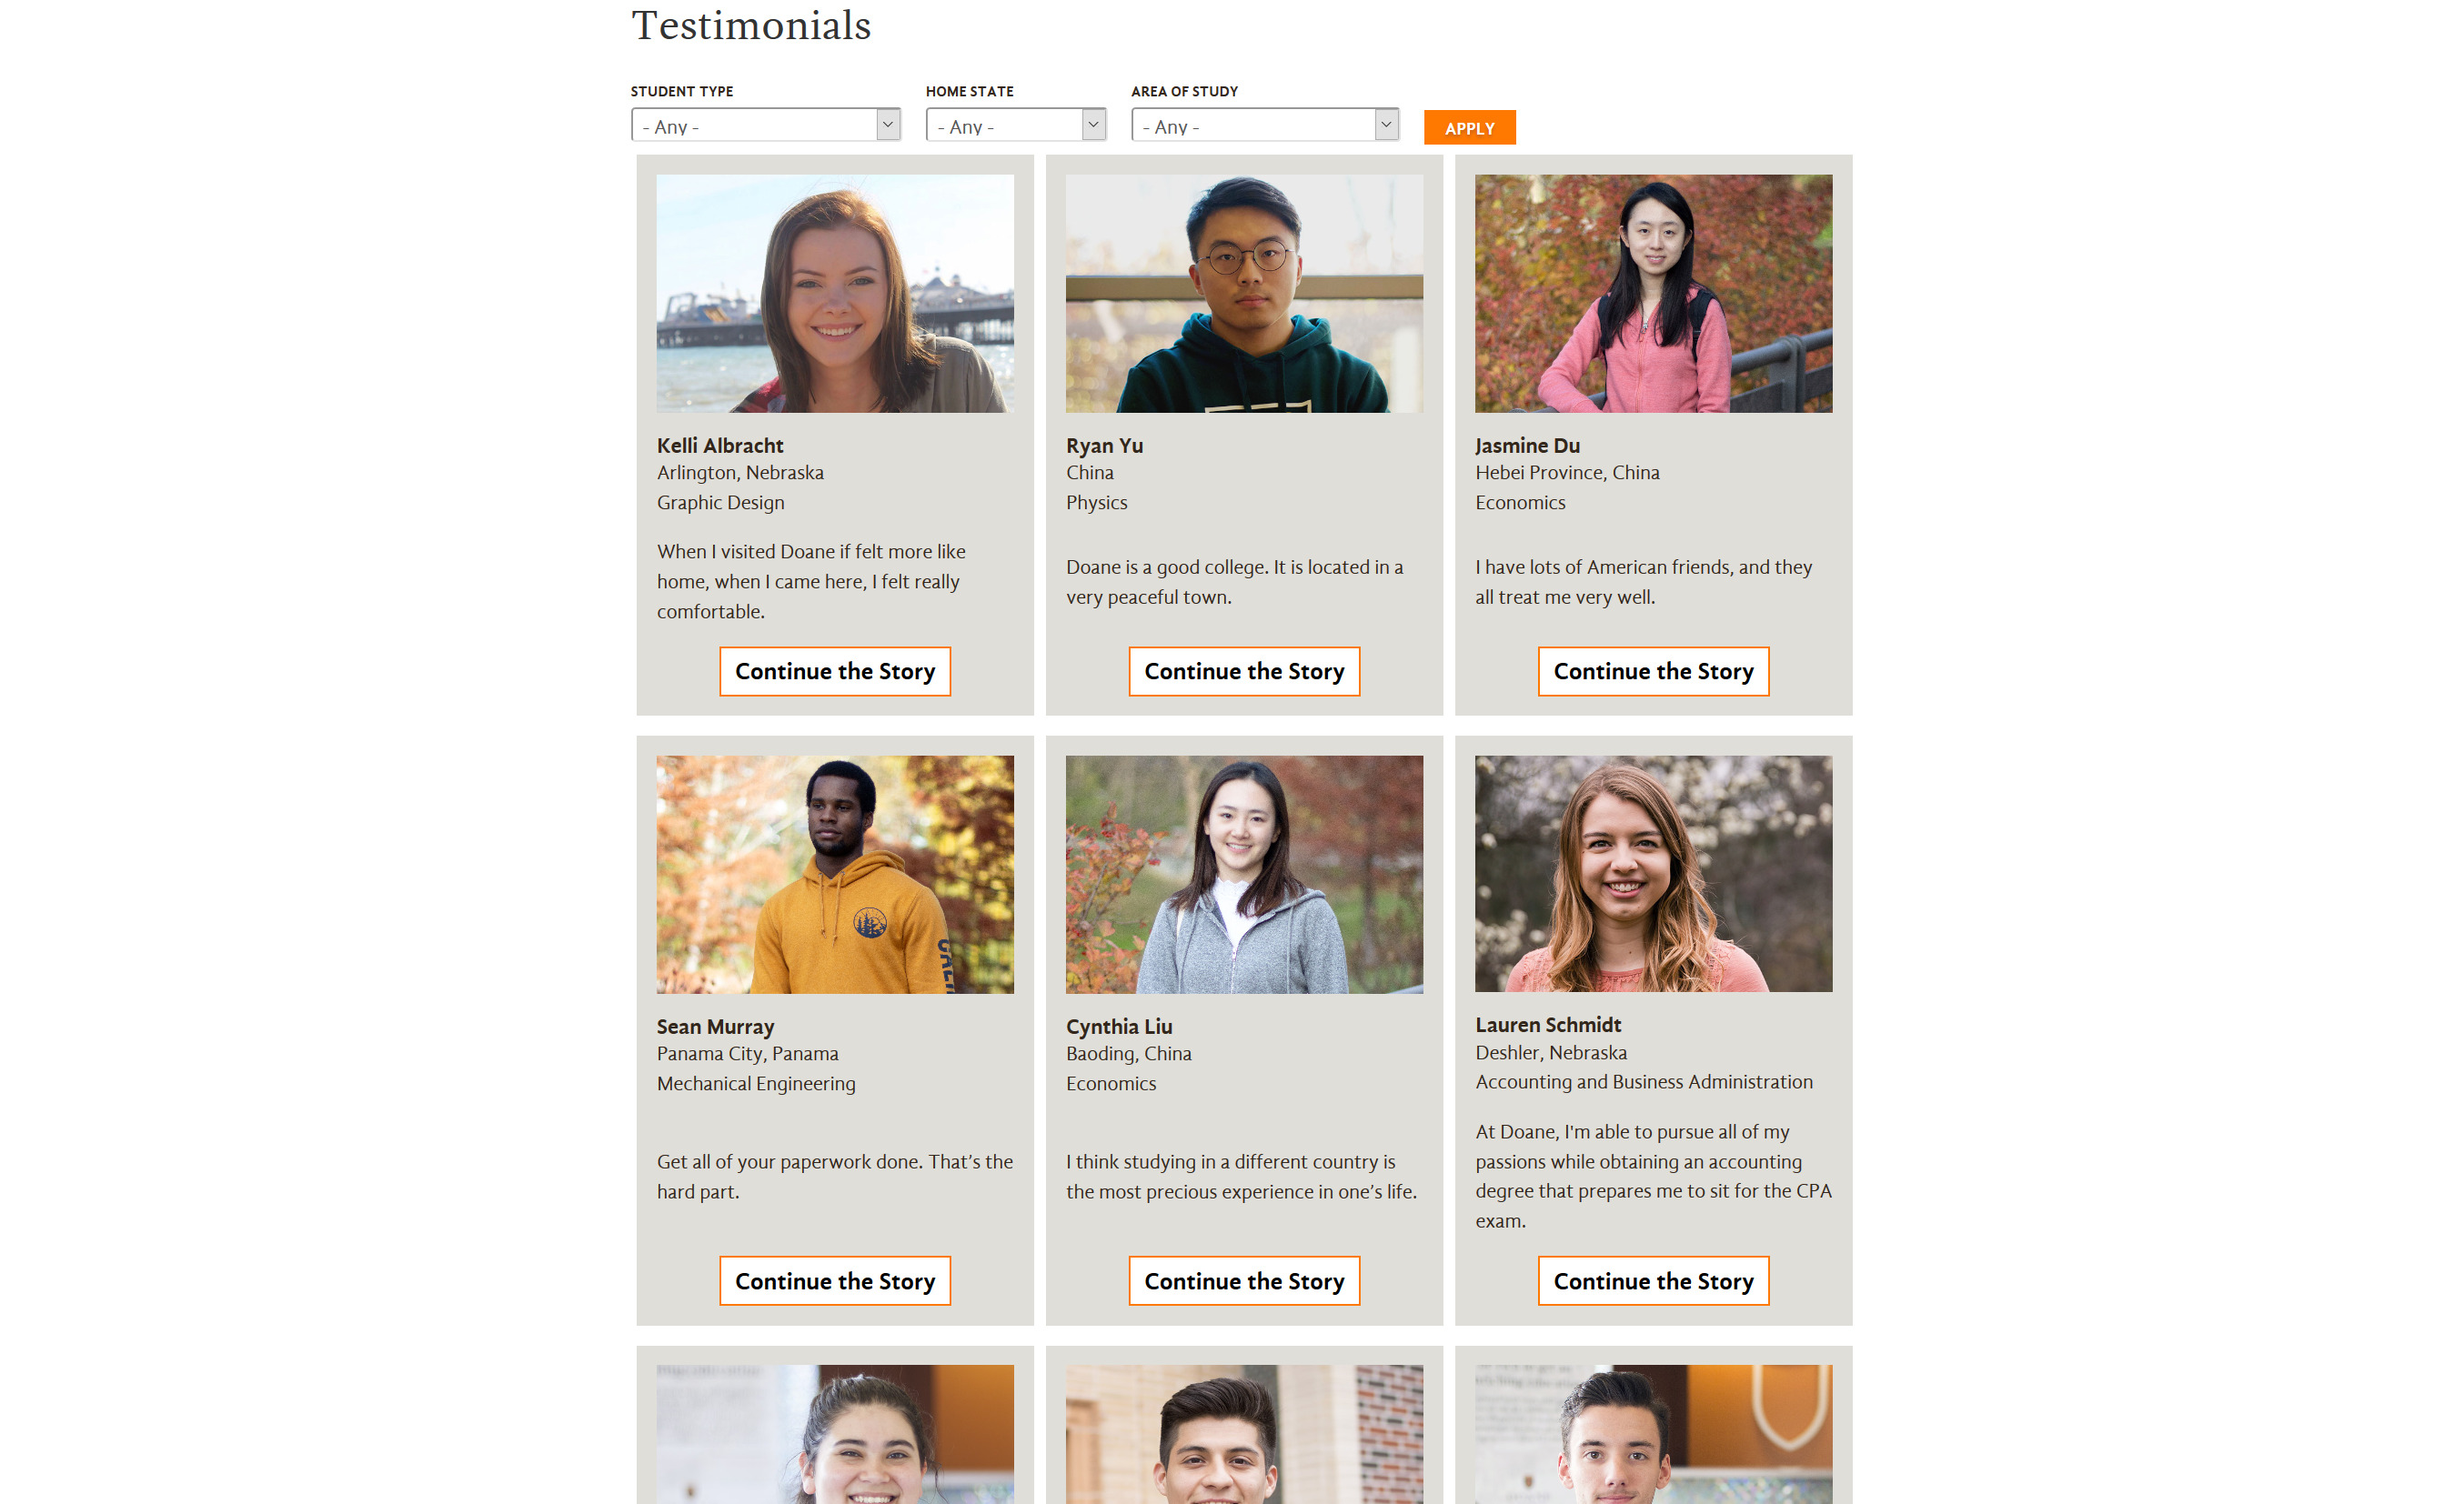 Testimonials
STUDENT TYPE
HOME STATE
AREA OF STUDY
- Any -
- Any -
- Any -
APPLY
Kelli Albracht
Arlington, Nebraska
Graphic Design
When I visited Doane if felt more like
home, when I came here, I felt really
comfortable.
Continue the Story
Ryan Yu
China
Physics
Doane is a good college. It is located in a
very peaceful town.
Continue the Story
Jasmine Du
Hebei Province, China
Economics
I have lots of American friends, and they
all treat me very well.
Continue the Story
Sean Murray
Panama City, Panama
Mechanical Engineering
Get all of your paperwork done. That’s the
hard part.
Continue the Story
Cynthia Liu
Baoding, China
Economics
I think studying in a different country is
the most precious experience in one’s life.
Continue the Story
Lauren Schmidt
Deshler, Nebraska
Accounting and Business Administration
At Doane, I'm able to pursue all of my
passions while obtaining an accounting
degree that prepares me to sit for the CPA
exam.
Continue the Story